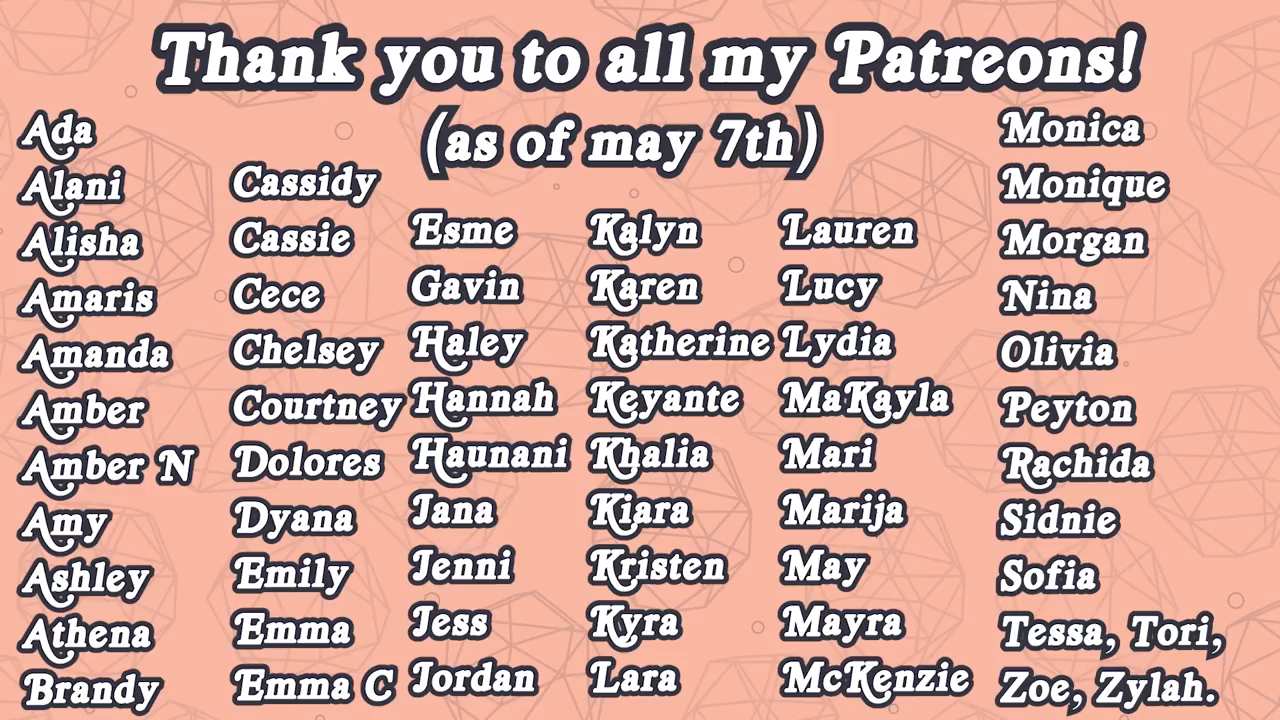 Thank you to all my Patreons!
(as of may 7th)
Ada
Alani
Alisha
Amaris
Amanda
Amber
Amber N
Amy
Ashley
Athena
Brandy
Cassidy
Cassie
Cece
Chelsey
Courtney
Dolores
Dyana
Emily
Emma
Emma C
Esme
Gavin
Haley
Hannah
Haunani
Jana
Jenni
Jess
Jordan
Kalyn
Karen
Katherine
Keyante
Khalia
Kiara
Kristen
Kyra
Lara
Lauren
Lucy
Lydia
MaKayla
Mari
Marija
May
Mayra
McKenzie
Monica
Monique
Morgan
Nina
Olivia
Peyton
Rachida
Sidnie
Sofia
Tessa, Tori,
Zoe, Zylah.